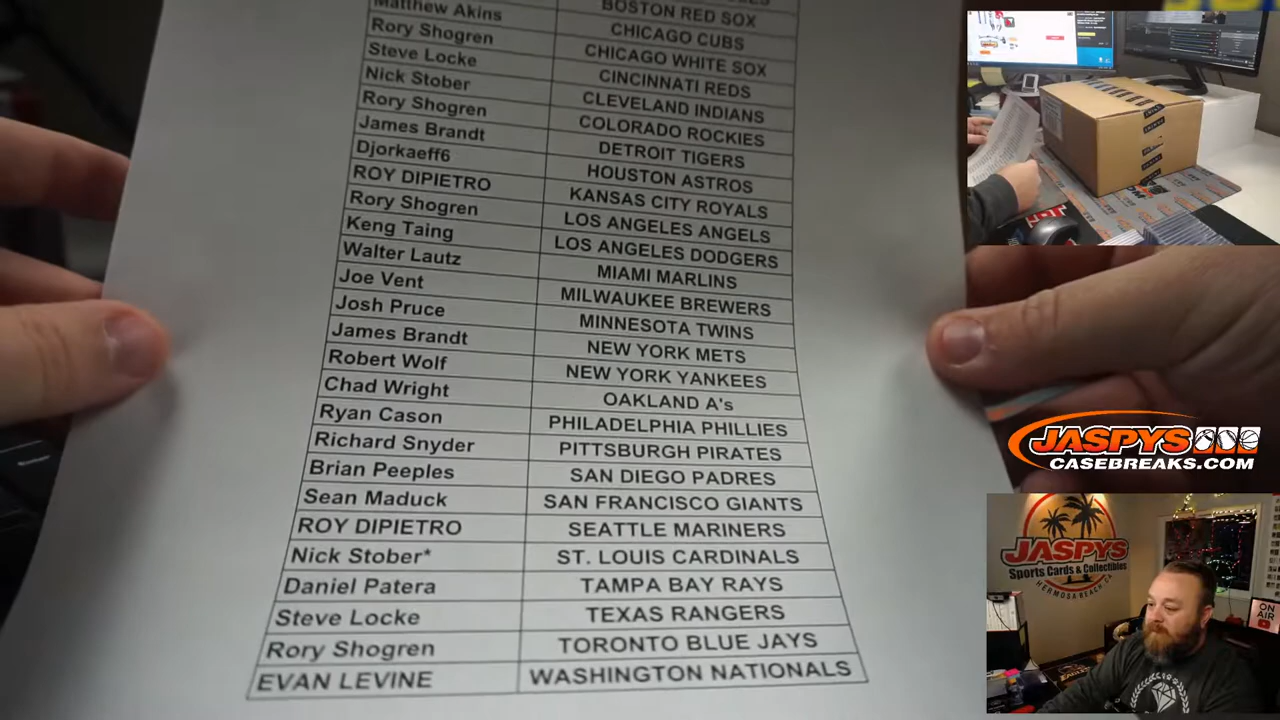 BOSTON RED SOX
Matthew Akins CHICAGO CUBS
Rory Shogren CHICAGO WHITE SOX
Steve Locke CINCINNATI REDS
Nick Stober CLEVELAND INDIANS
Rory Shogren COLORADO ROCKIES
James Brandt DETROIT TIGERS
Djorkaeff6 HOUSTON ASTROS
ROY DIPIETRO KANSAS CITY ROYALS
Rory Shogren LOS ANGELES ANGELS
Keng Taing LOS ANGELES DODGERS
Walter Lautz MIAMI MARLINS
Joe Vent MILWAUKEE BREWERS
Josh Pruce MINNESOTA TWINS
James Brandt NEW YORK METS
Robert Wolf NEW YORK YANKEES
Chad Wright OAKLAND A's
Ryan Cason PHILADELPHIA PHILLIES
Richard Snyder PITTSBURGH PIRATES
Brian Peeples SAN DIEGO PADRES
Sean Maduck SAN FRANCISCO GIANTS
ROY DIPIETRO SEATTLE MARINERS
Nick Stober* ST. LOUIS CARDINALS
Daniel Patera TAMPA BAY RAYS
Steve Locke TEXAS RANGERS
Rory Shogren TORONTO BLUE JAYS
EVAN LEVINE WASHINGTON NATIONALS
JASPYS
CASEBREAKS.COM
JASPYS
Sports Cards & Collectibles
HERMOSA BEACH, CA
ON AIR